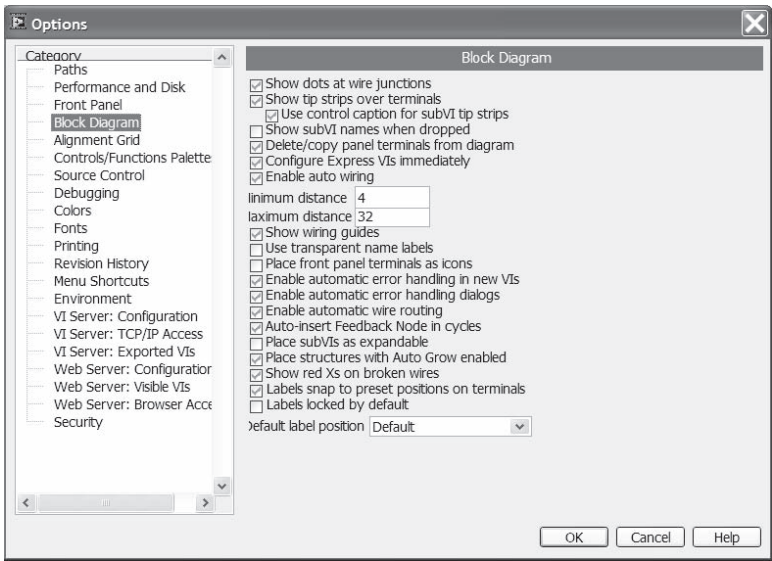 Options
Category
Paths
Performance and Disk
Front Panel
Block Diagram
Alignment Grid
Controls/Functions Palette
Source Control
Debugging
Colors
Fonts
Printing
Revision History
Menu Shortcuts
Environment
VI Server: Configuration
VI Server: TCP/IP Access
VI Server: Exported VIs
Web Server: Configuration
Web Server: Visible VIs
Web Server: Browser Acce
Security
Block Diagram
Show dots at wire junctions
Show tip strips over terminals
Use control caption for subVI tip strips
Show subVI names when dropped
Delete/copy panel terminals from diagram
Configure Express VIs immediately
Enable auto wiring
linimum distance 4
laximum distance 32
Show wiring guides
Use transparent name labels
Place front panel terminals as icons
Enable automatic error handling in new VIs
Enable automatic error handling dialogs
Enable automatic wire routing
Auto-insert Feedback Node in cycles
Place subVIs as expandable
Place structures with Auto Grow enabled
Show red Xs on broken wires
Labels snap to preset positions on terminals
Labels locked by default
efault label position Default
OK Cancel Help